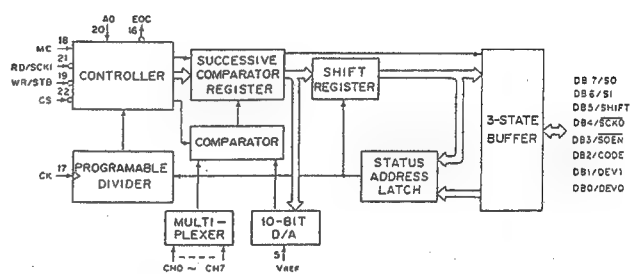 A0 EOC
20 16
MC 18
RD/SCKI 21
WR/STB 19
CS 22
CONTROLLER
SUCCESSIVE
COMPARATOR
REGISTER
SHIFT
REGISTER
3-STATE
BUFFER
DB7/SO
DB6/SI
DB5/SHIFT
DB4/SCKO
DB3/SOEN
DB2/CODE
DB1/DEV1
DB0/DEV0
COMPARATOR
CK 17
PROGRAMABLE
DIVIDER
STATUS
ADDRESS
LATCH
MULTI-
PLEXER
10-BIT
D/A
CH0 ~ CH7
5
VREF